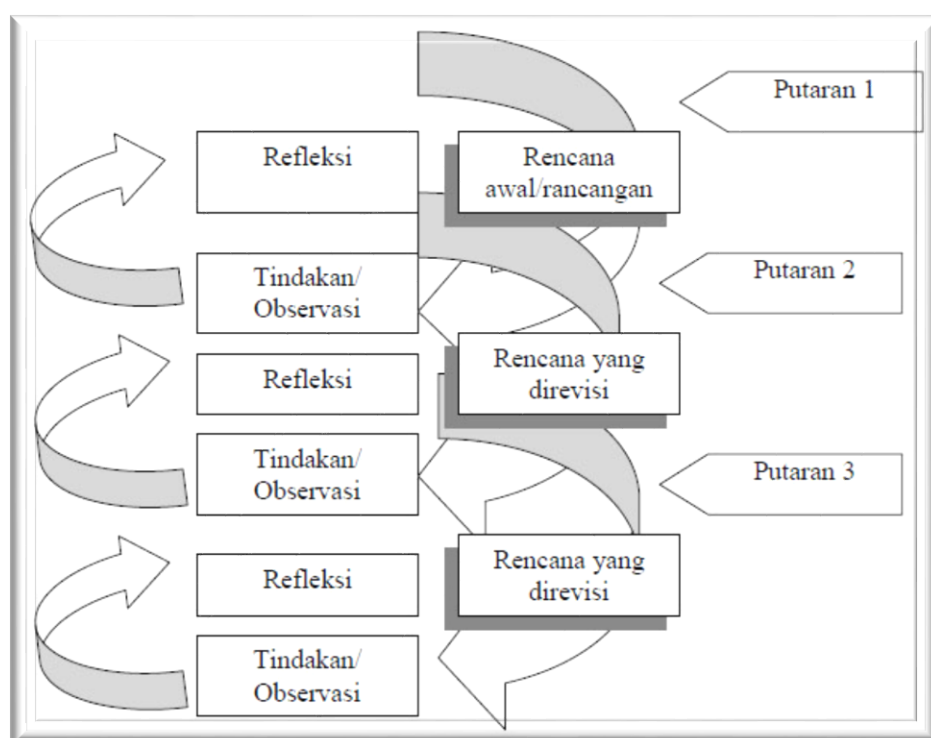 Putaran 1
Refleksi
Rencana
awal/rancangan
Putaran 2
Tindakan/
Observasi
Refleksi
Rencana yang
direvisi
Tindakan/
Observasi
Putaran 3
Refleksi
Rencana yang
direvisi
Tindakan/
Observasi